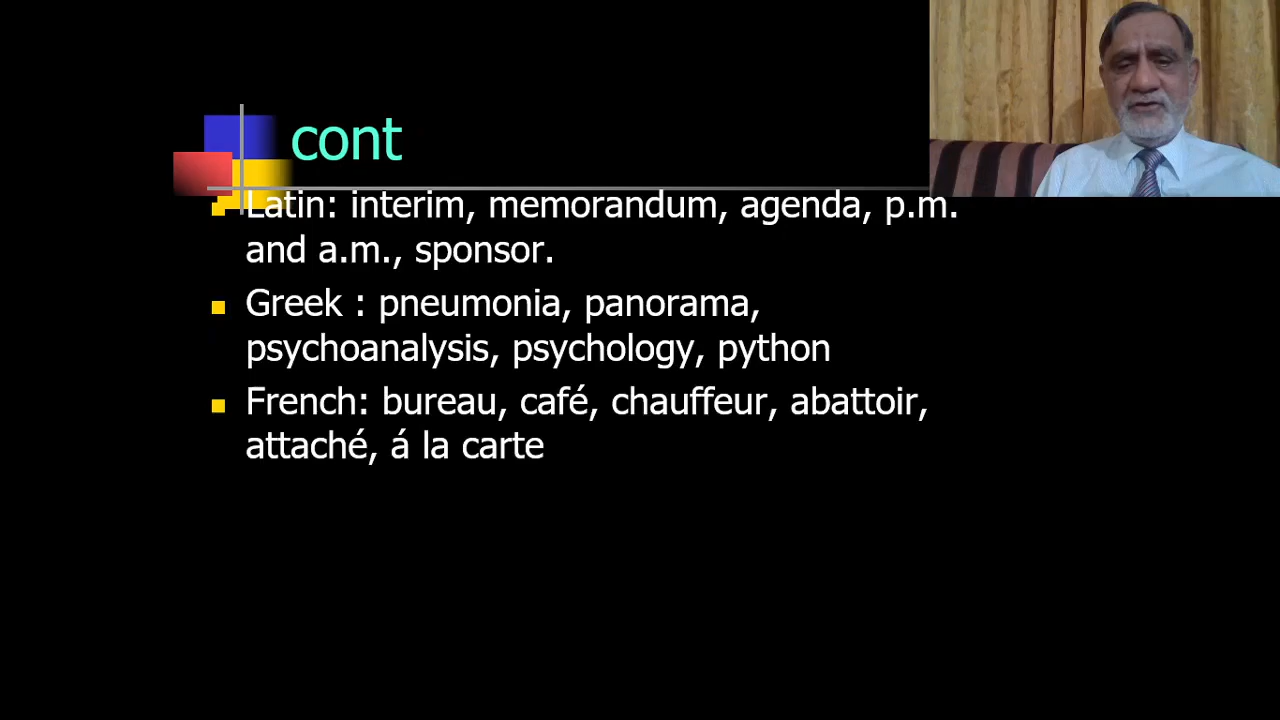 cont
Latin: interim, memorandum, agenda, p.m.
and a.m., sponsor.
Greek : pneumonia, panorama,
psychoanalysis, psychology, python
French: bureau, café, chauffeur, abattoir,
attaché, á la carte